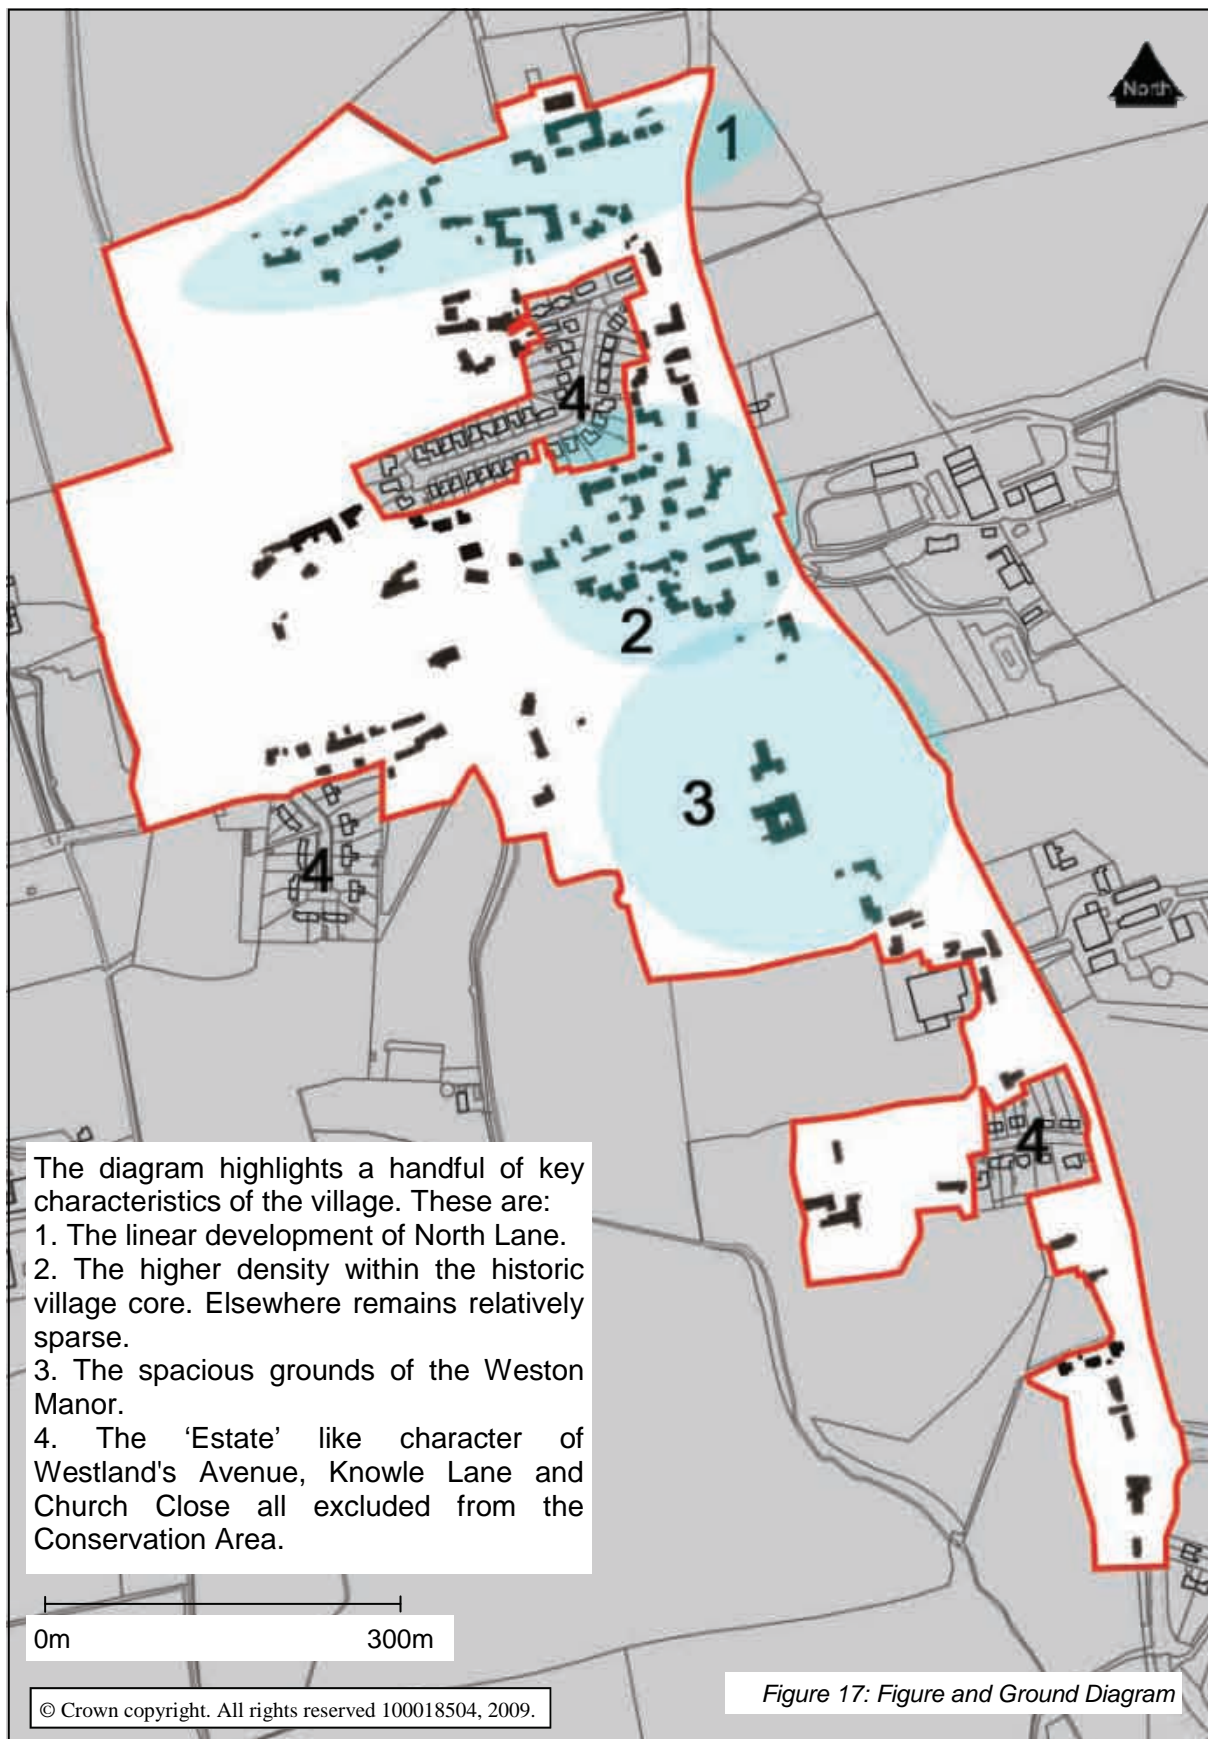 North
1
4
2
3
4
4
The diagram highlights a handful of key
characteristics of the village. These are:
1. The linear development of North Lane.
2. The higher density within the historic
village core. Elsewhere remains relatively
sparse.
3. The spacious grounds of the Weston
Manor.
4. The ‘Estate’ like character of
Westland's Avenue, Knowle Lane and
Church Close all excluded from the
Conservation Area.
0m 300m
© Crown copyright. All rights reserved 100018504, 2009.
Figure 17: Figure and Ground Diagram